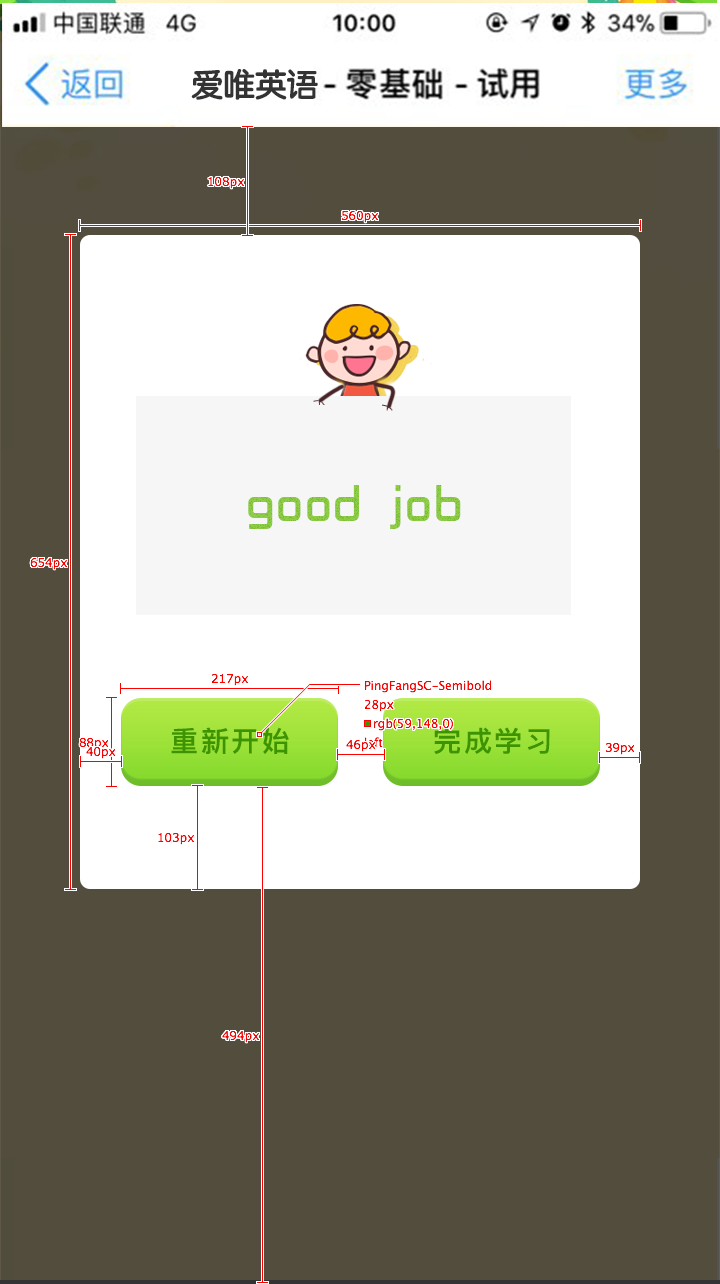 中国联通 4G 10:00 34%
返回 爱唯英语 - 零基础 - 试用 更多
108px
560px
654px
good job
217px
PingFangSC-Semibold
28px
rgb(59,148,0)
88px
40px
重新开始
46px
完成学习
39px
103px
494px